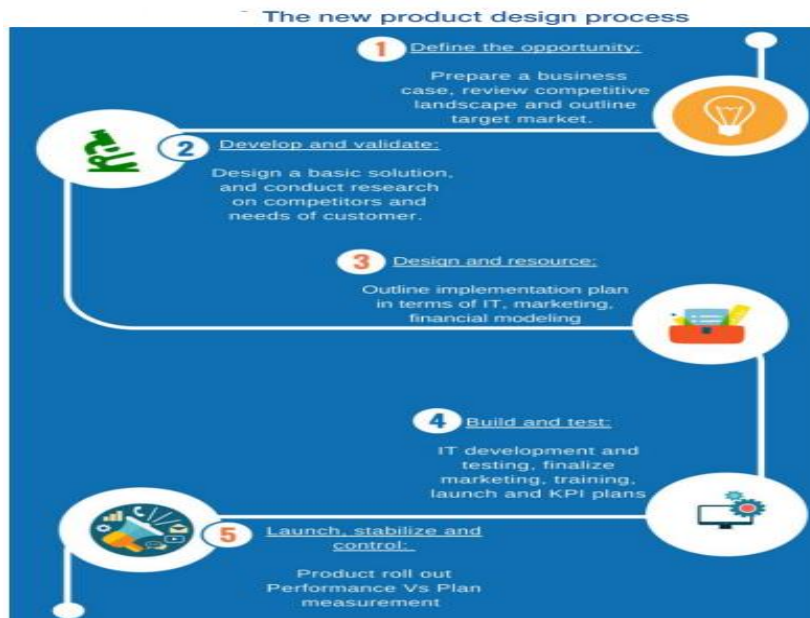 The new product design process
1 Define the opportunity:
Prepare a business
case, review competitive
landscape and outline
target market.
2 Develop and validate:
Design a basic solution,
and conduct research
on competitors and
needs of customer.
3 Design and resource:
Outline implementation plan
in terms of IT, marketing,
financial modeling
4 Build and test:
IT development and
testing, finalize
marketing, training,
launch and KPI plans
5 Launch, stabilize and
control:
Product roll out
Performance Vs Plan
measurement